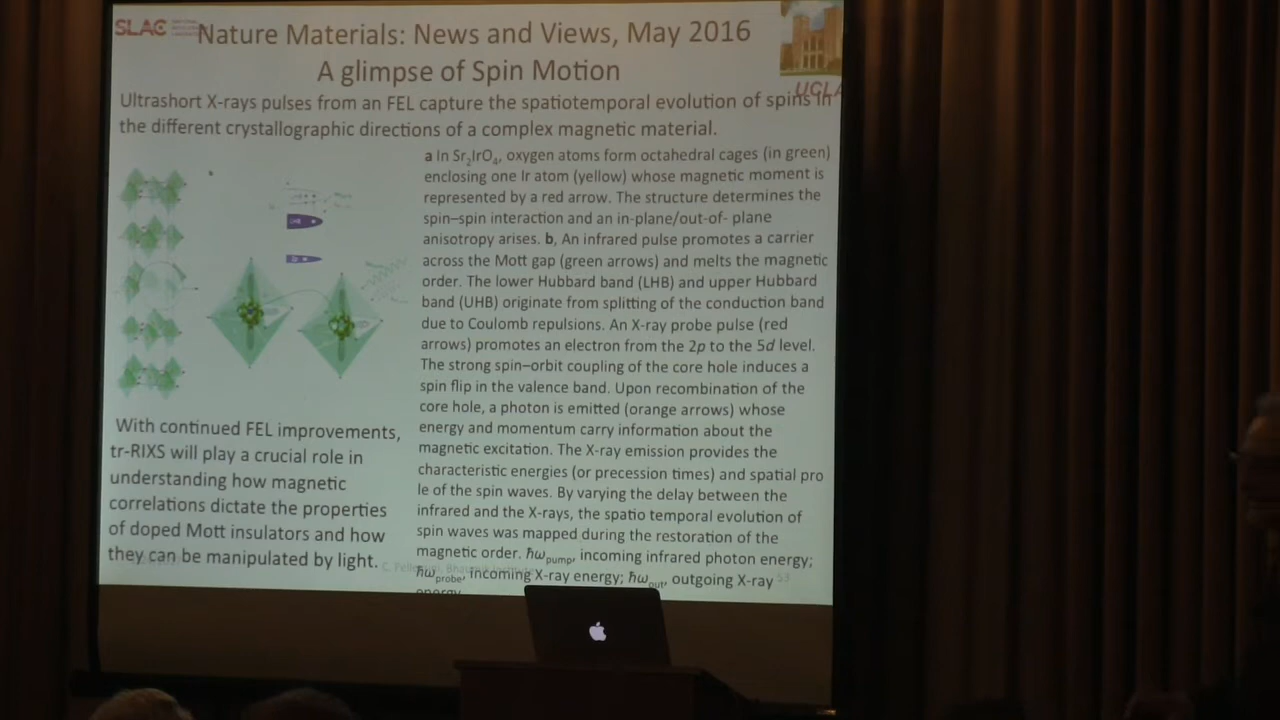 SLAC
Nature Materials: News and Views, May 2016
A glimpse of Spin Motion
UCLA
Ultrashort X-rays pulses from an FEL capture the spatiotemporal evolution of spins in
the different crystallographic directions of a complex magnetic material.
a In Sr₂IrO₄, oxygen atoms form octahedral cages (in green)
enclosing one Ir atom (yellow) whose magnetic moment is
represented by a red arrow. The structure determines the
spin–spin interaction and an in-plane/out-of- plane
anisotropy arises. b, An infrared pulse promotes a carrier
across the Mott gap (green arrows) and melts the magnetic
order. The lower Hubbard band (LHB) and upper Hubbard
band (UHB) originate from splitting of the conduction band
due to Coulomb repulsions. An X-ray probe pulse (red
arrows) promotes an electron from the 2p to the 5d level.
The strong spin–orbit coupling of the core hole induces a
spin flip in the valence band. Upon recombination of the
core hole, a photon is emitted (orange arrows) whose
energy and momentum carry information about the
magnetic excitation. The X-ray emission provides the
characteristic energies (or precession times) and spatial pro
le of the spin waves. By varying the delay between the
infrared and the X-rays, the spatio temporal evolution of
spin waves was mapped during the restoration of the
magnetic order. ħω pump, incoming infrared photon energy;
ħω probe, incoming X-ray energy; ħω out, outgoing X-ray
energy
With continued FEL improvements,
tr-RIXS will play a crucial role in
understanding how magnetic
correlations dictate the properties
of doped Mott insulators and how
they can be manipulated by light.
53